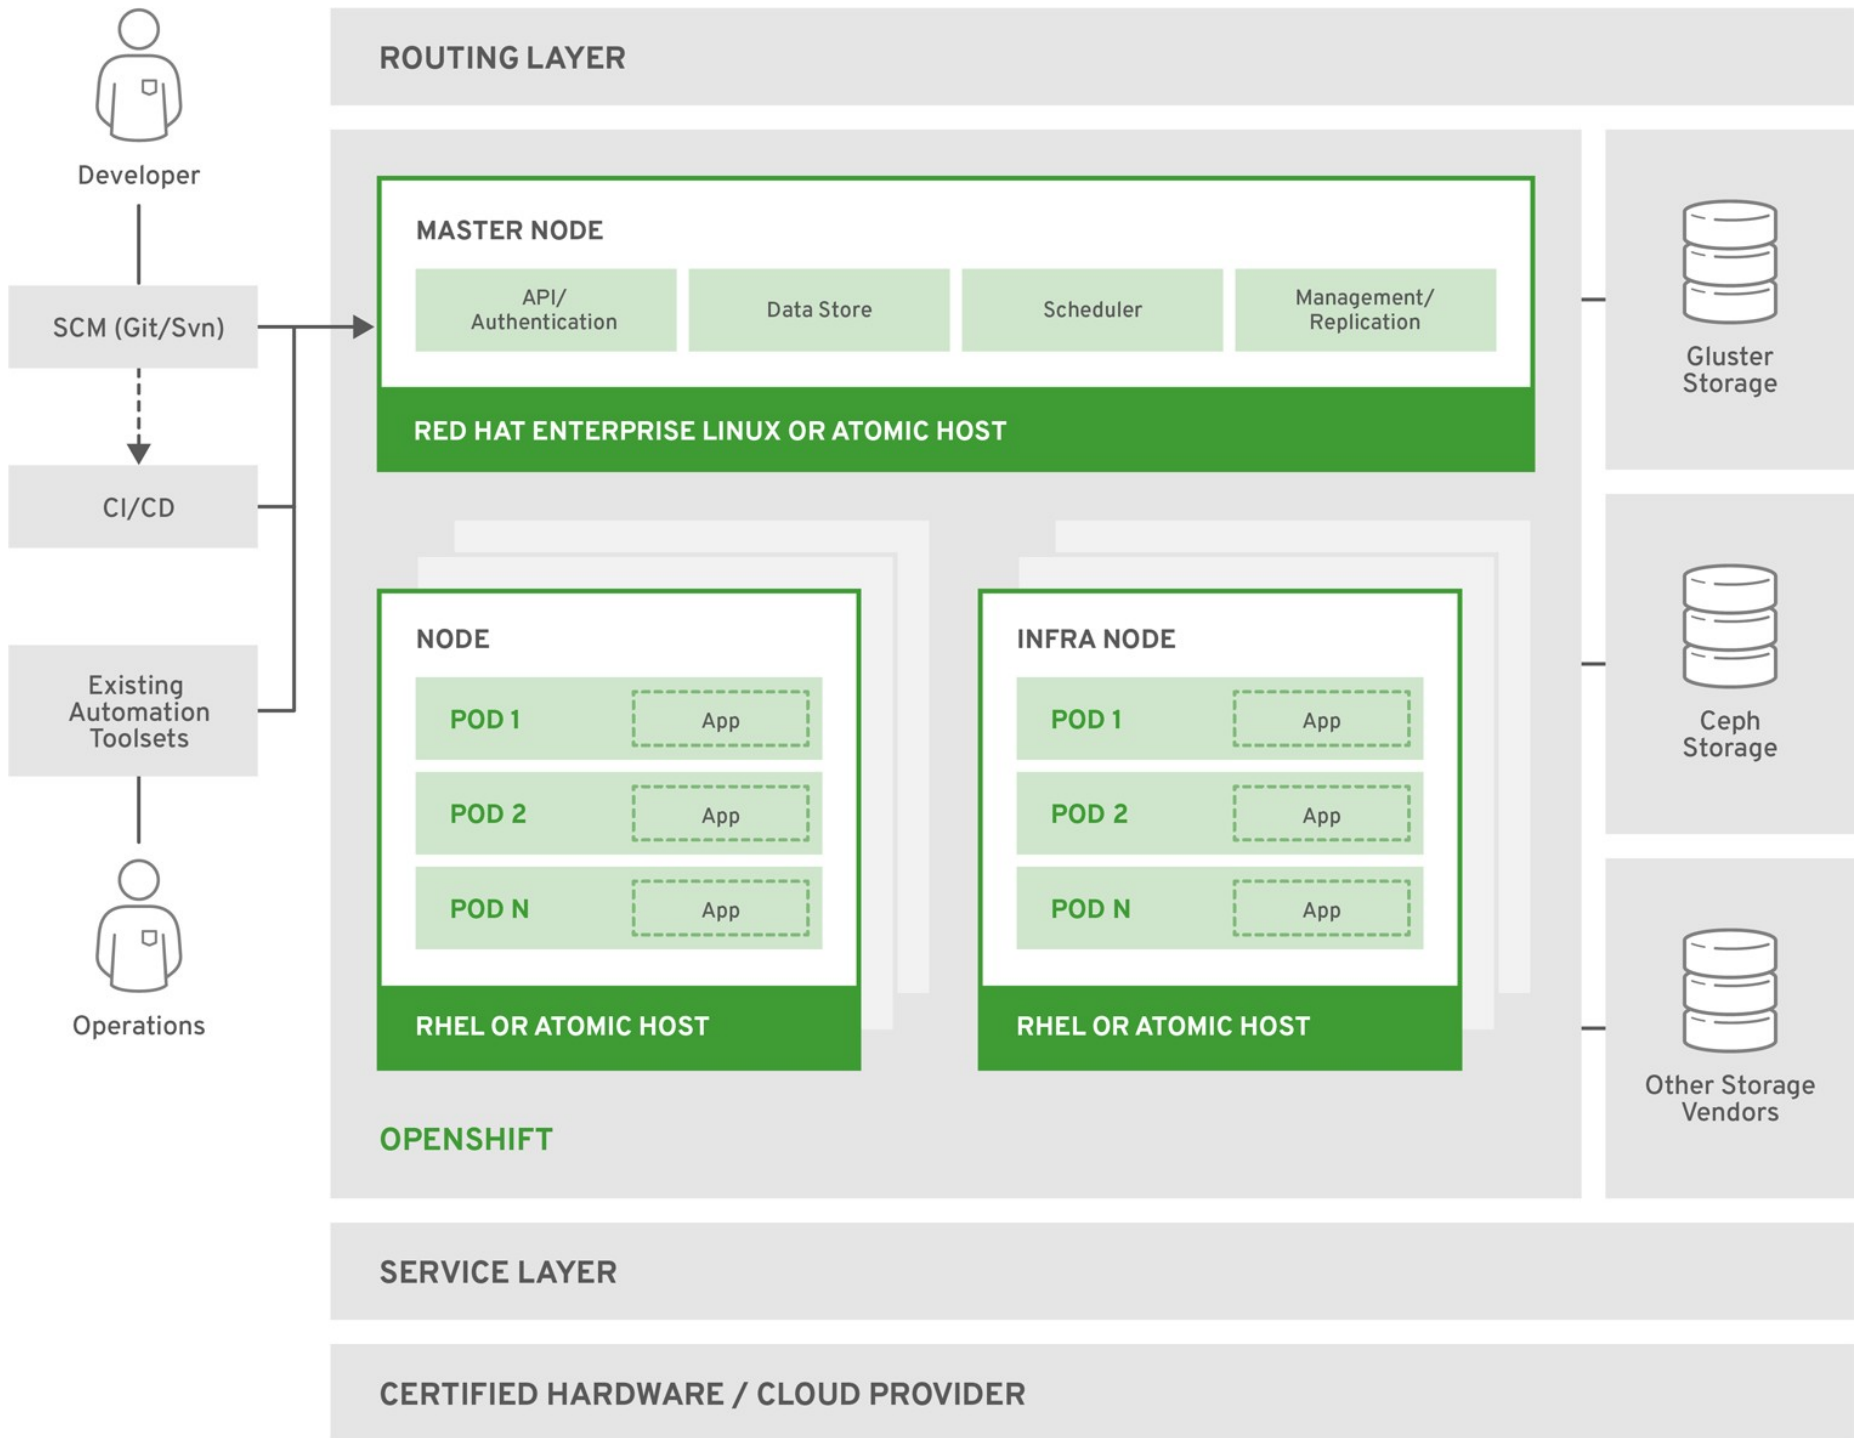 ROUTING LAYER
Developer
SCM (Git/Svn)
CI/CD
Existing
Automation
Toolsets
Operations
MASTER NODE
API/
Authentication
Data Store
Scheduler
Management/
Replication
RED HAT ENTERPRISE LINUX OR ATOMIC HOST
NODE
POD 1
App
POD 2
App
POD N
App
RHEL OR ATOMIC HOST
INFRA NODE
POD 1
App
POD 2
App
POD N
App
RHEL OR ATOMIC HOST
OPENSHIFT
Gluster
Storage
Ceph
Storage
Other Storage
Vendors
SERVICE LAYER
CERTIFIED HARDWARE / CLOUD PROVIDER